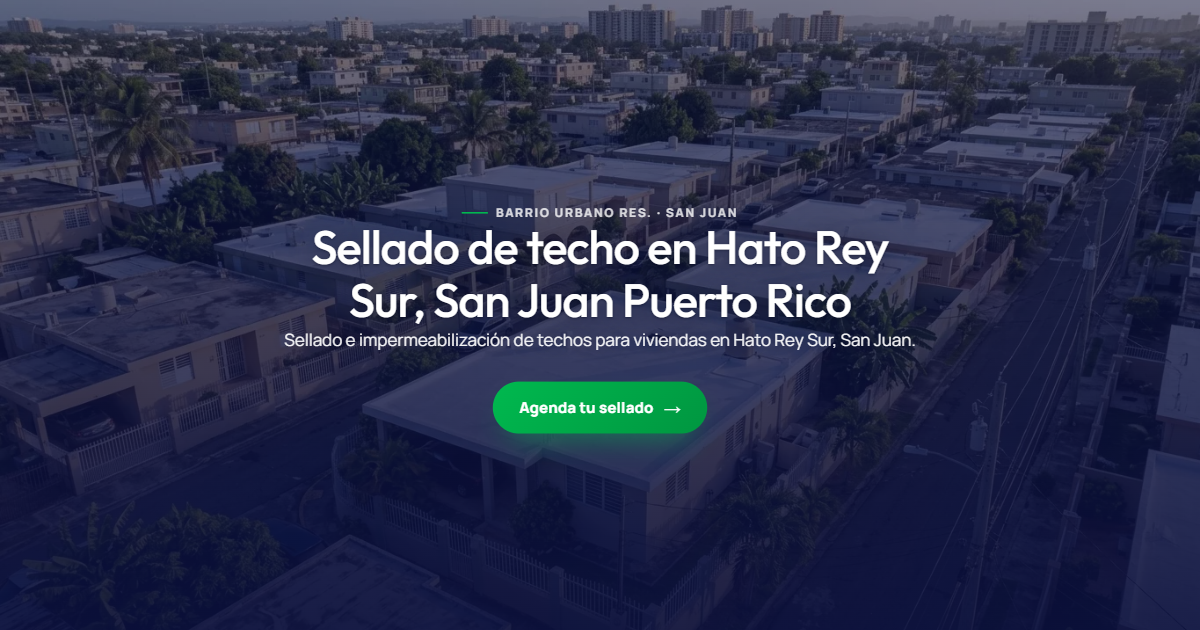 BARRIO URBANO RES. · SAN JUAN
Sellado de techo en Hato Rey
Sur, San Juan Puerto Rico
Sellado e impermeabilización de techos para viviendas en Hato Rey Sur, San Juan.
Agenda tu sellado →